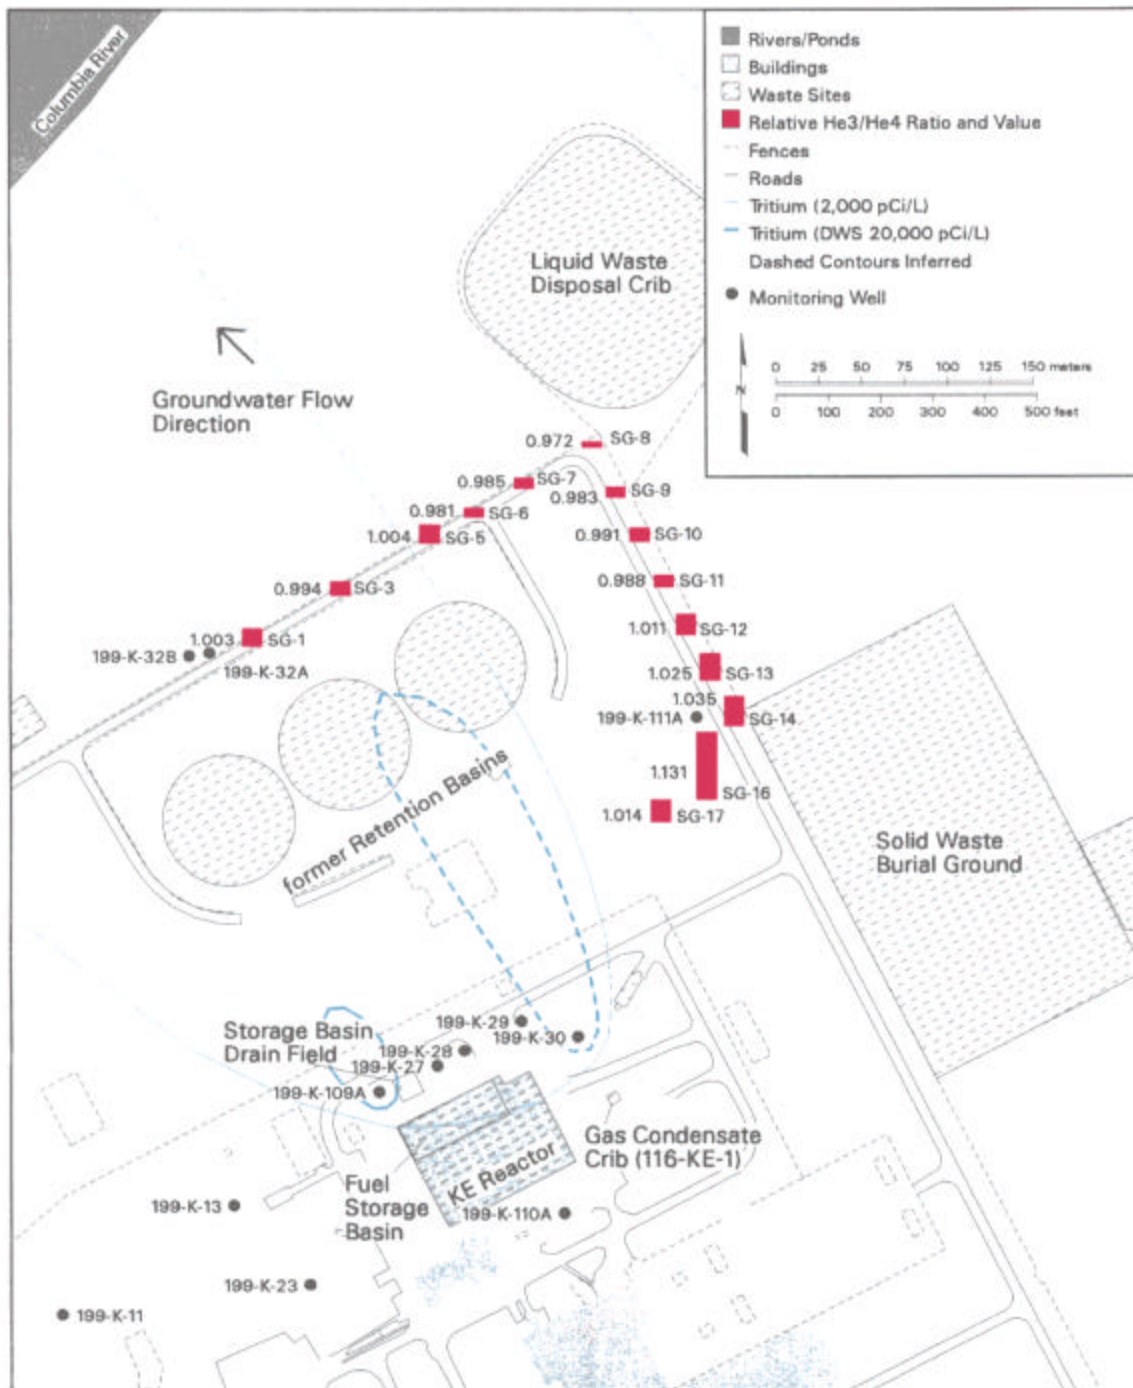 Columbia River
Rivers/Ponds
Buildings
Waste Sites
Relative He3/He4 Ratio and Value
Fences
Roads
Tritium (2,000 pCi/L)
Tritium (DWS 20,000 pCi/L)
Dashed Contours Inferred
Monitoring Well
0 25 50 75 100 125 150 meters
N
0 100 200 300 400 500 feet
Liquid Waste
Disposal Crib
Groundwater Flow
Direction
0.972 SG-8
0.985 SG-7
0.983 SG-9
0.981 SG-6
1.004 SG-5
0.991 SG-10
0.994 SG-3
0.988 SG-11
1.003 SG-1
1.011 SG-12
199-K-32B
199-K-32A
1.025 SG-13
1.035
199-K-111A
SG-14
1.131
SG-16
1.014 SG-17
former Retention Basins
Solid Waste
Burial Ground
Storage Basin
Drain Field
199-K-29
199-K-30
199-K-28
199-K-27
199-K-109A
Gas Condensate
Crib (116-KE-1)
KE Reactor
Fuel
Storage
Basin
199-K-13
199-K-110A
199-K-23
199-K-11